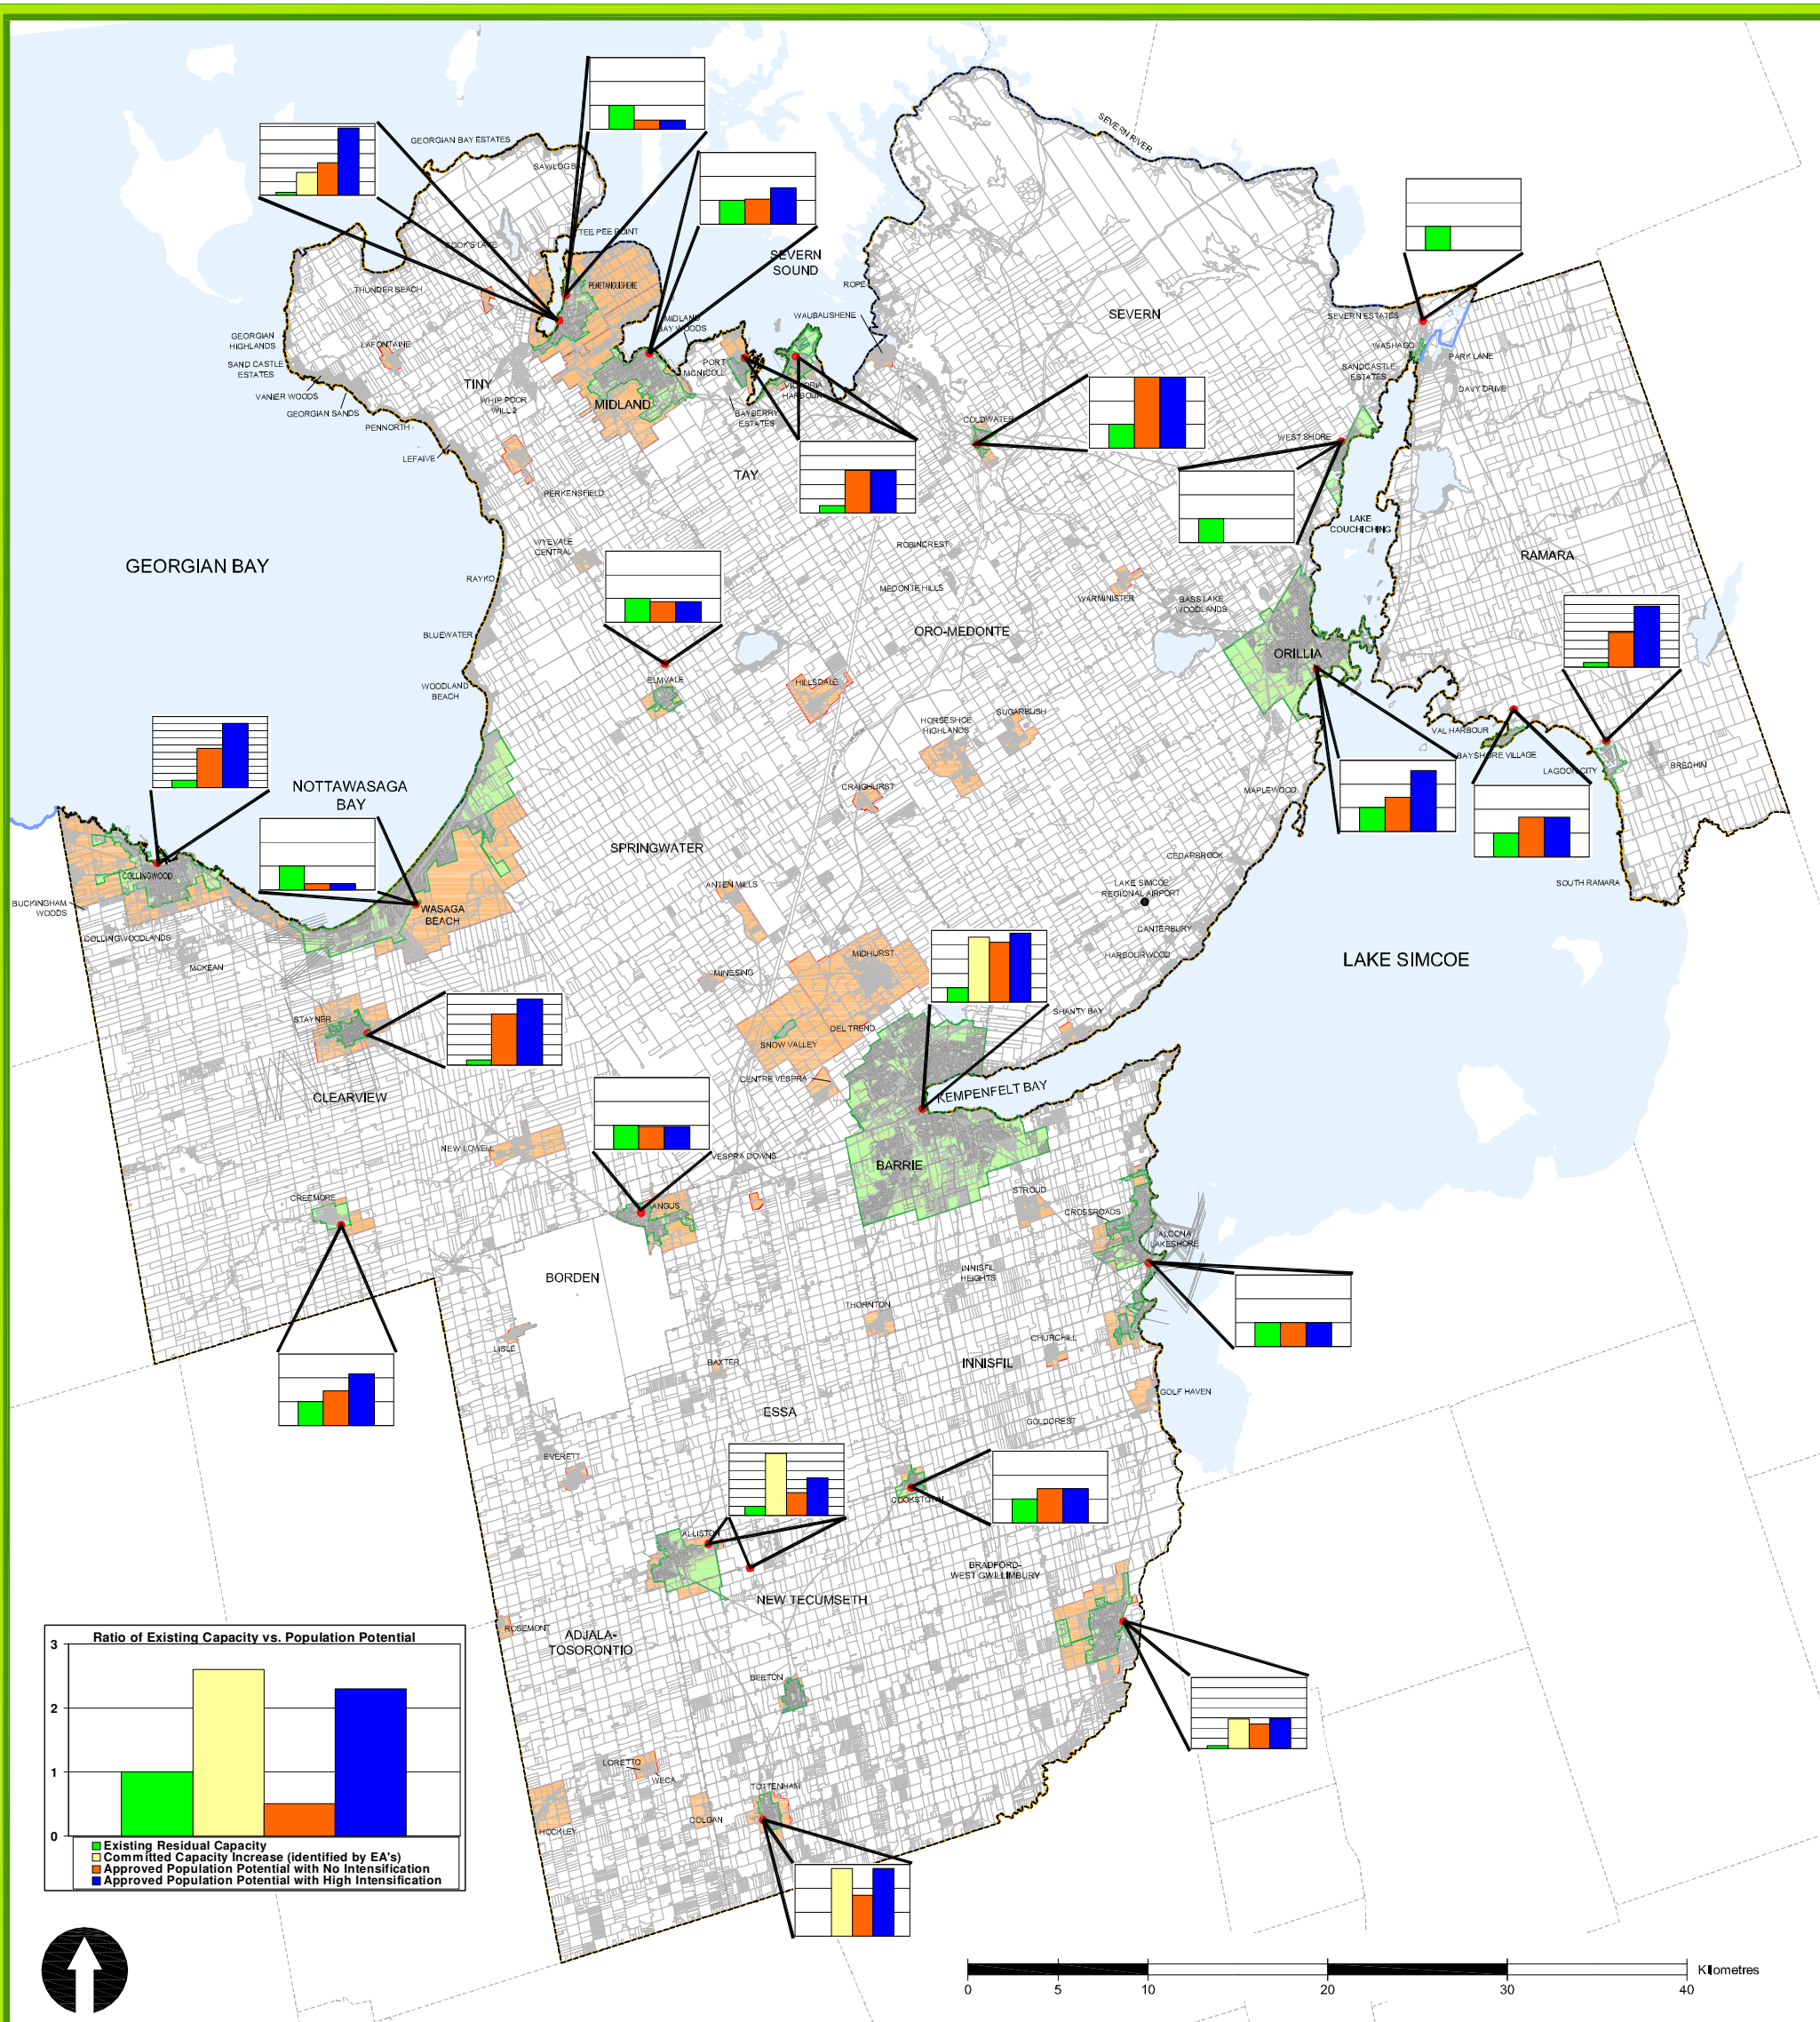 GEORGIAN BAY ESTATES
SAWLOG BAY
SEVERN RIVER
TEE PEE POINT
COOK'S LAKE
SEVERN
SOUND
THUNDER BEACH
PENETANGUISHENE
ROPE
WAUBAUSHENE
SEVERN
SEVERN ESTATES
MIDLAND
BAY WOODS
GEORGIAN
HIGHLANDS
LAFONTAINE
WASHAGO
PARK LANE
SAND CASTLE
ESTATES
PORT
MCNICOLL
SANDCASTLE
ESTATES
VANIER WOODS
TINY
VICTORIA
HARBOUR
DAVY DRIVE
WHIP POOR
WILL 2
MIDLAND
GEORGIAN SANDS
BAYBERRY
ESTATES
COLDWATER
PENNORTH
WEST SHORE
LEFAIVE
TAY
PERKENSFIELD
LAKE
COUCHICHING
WYEVALE
CENTRAL
ROBINCREST
RAMARA
GEORGIAN BAY
RAYKO
MEDONTE HILLS
WARMINISTER
BASS LAKE
WOODLANDS
BLUEWATER
ORO-MEDONTE
ORILLIA
WOODLAND
BEACH
ELMVALE
HILLSDALE
SUGARBUSH
HORSESHOE
HIGHLANDS
VAL HARBOUR
BAYSHORE VILLAGE
LAGOON CITY
BRECHIN
NOTTAWASAGA
BAY
CRAIGHURST
MAPLEWOOD
SPRINGWATER
CEDARBROOK
COLLINGWOOD
ANTEN MILLS
LAKE SIMCOE
REGIONAL AIRPORT
SOUTH RAMARA
BUCKINGHAM
WOODS
WASAGA
BEACH
CANTERBURY
COLLINGWOODLANDS
MCKEAN
MIDHURST
HARBOURWOOD
LAKE SIMCOE
MINESING
STAYNER
DEL TREND
SHANTY BAY
SNOW VALLEY
CENTRE VESPRA
CLEARVIEW
KEMPENFELT BAY
NEW LOWELL
VESPRA DOWNS
BARRIE
CREEMORE
ANGUS
STROUD
CROSSROADS
ALCONA
LAKESHORE
BORDEN
INNISFIL
HEIGHTS
THORNTON
LISLE
CHURCHILL
BAXTER
INNISFIL
GOLF HAVEN
ESSA
GOLDCREST
EVERETT
COOKSTOWN
ALLISTON
BRADFORD-
WEST GWILLIMBURY
NEW TECUMSETH
ROSEMONT
ADJALA-
TOSORONTIO
BEETON
LORETTO
WECA
TOTTENHAM
COLGAN
HOCKLEY
Ratio of Existing Capacity vs. Population Potential
3
2
1
0
Existing Residual Capacity
Committed Capacity Increase (identified by EA's)
Approved Population Potential with No Intensification
Approved Population Potential with High Intensification
Kilometres
0 5 10 20 30 40